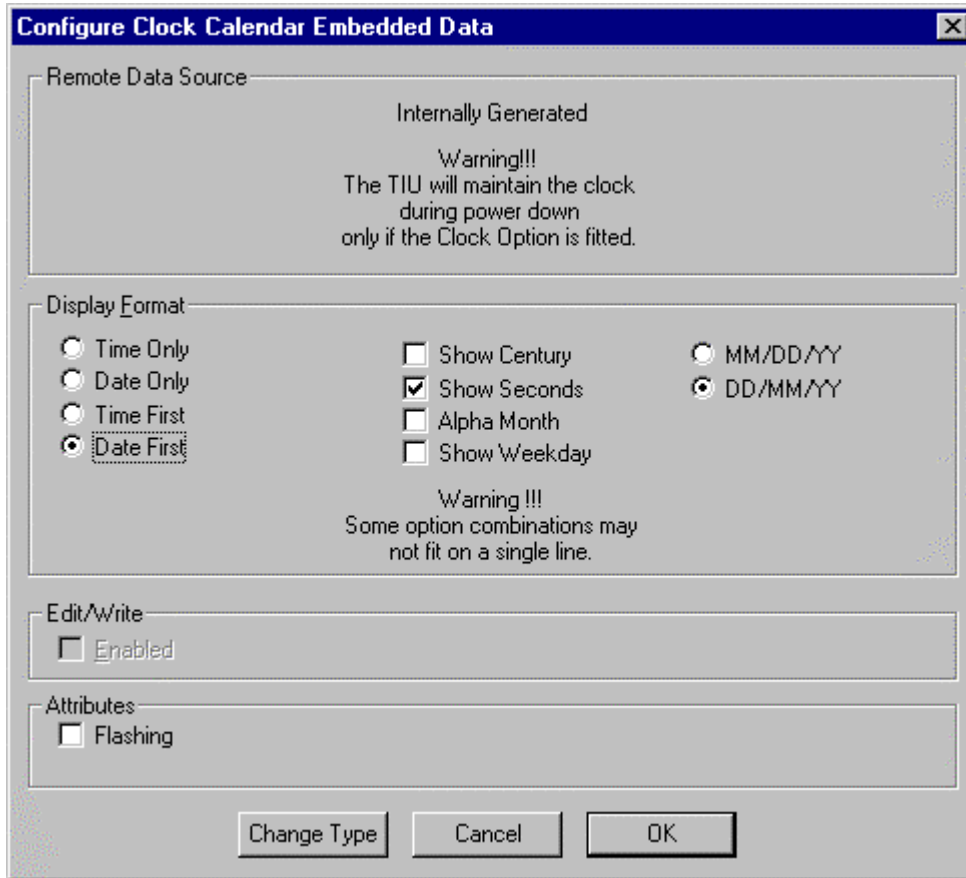 Configure Clock Calendar Embedded Data
Remote Data Source
Internally Generated
Warning!!!
The TIU will maintain the clock
during power down
only if the Clock Option is fitted.
Display Format
Time Only
Date Only
Time First
Date First
Show Century
Show Seconds
Alpha Month
Show Weekday
MM/DD/YY
DD/MM/YY
Warning !!!
Some option combinations may
not fit on a single line.
Edit/Write
Enabled
Attributes
Flashing
Change Type
Cancel
OK